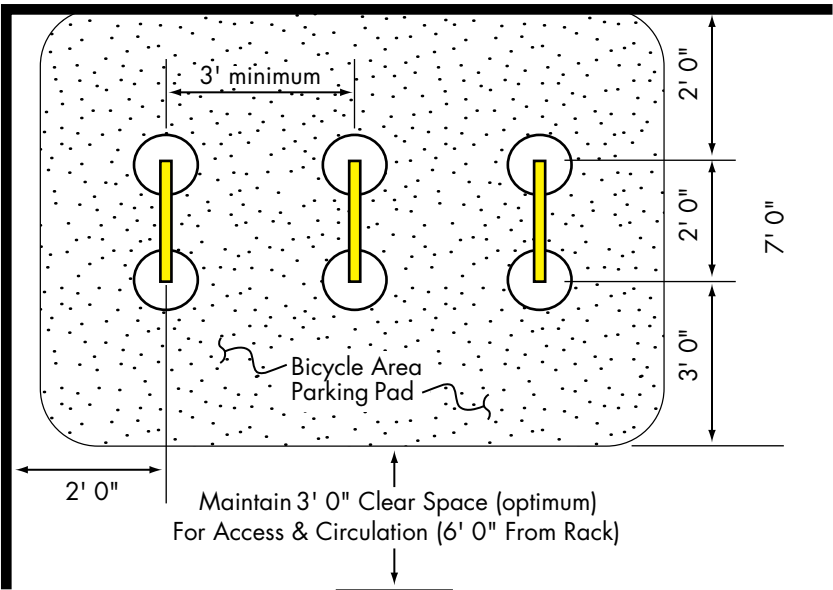 3' minimum
2' 0"
2' 0"
7' 0"
3' 0"
Bicycle Area
Parking Pad
2' 0"
Maintain 3' 0" Clear Space (optimum)
For Access & Circulation (6' 0" From Rack)